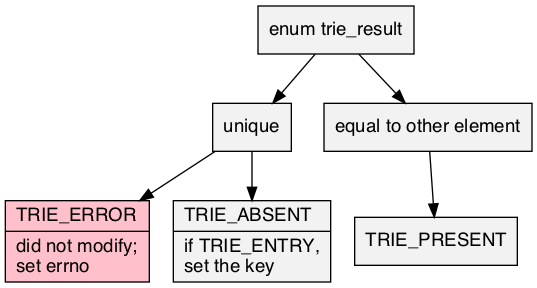 enum trie_result
unique
equal to other element
TRIE_ERROR
did not modify;
set errno
TRIE_ABSENT
if TRIE_ENTRY,
set the key
TRIE_PRESENT